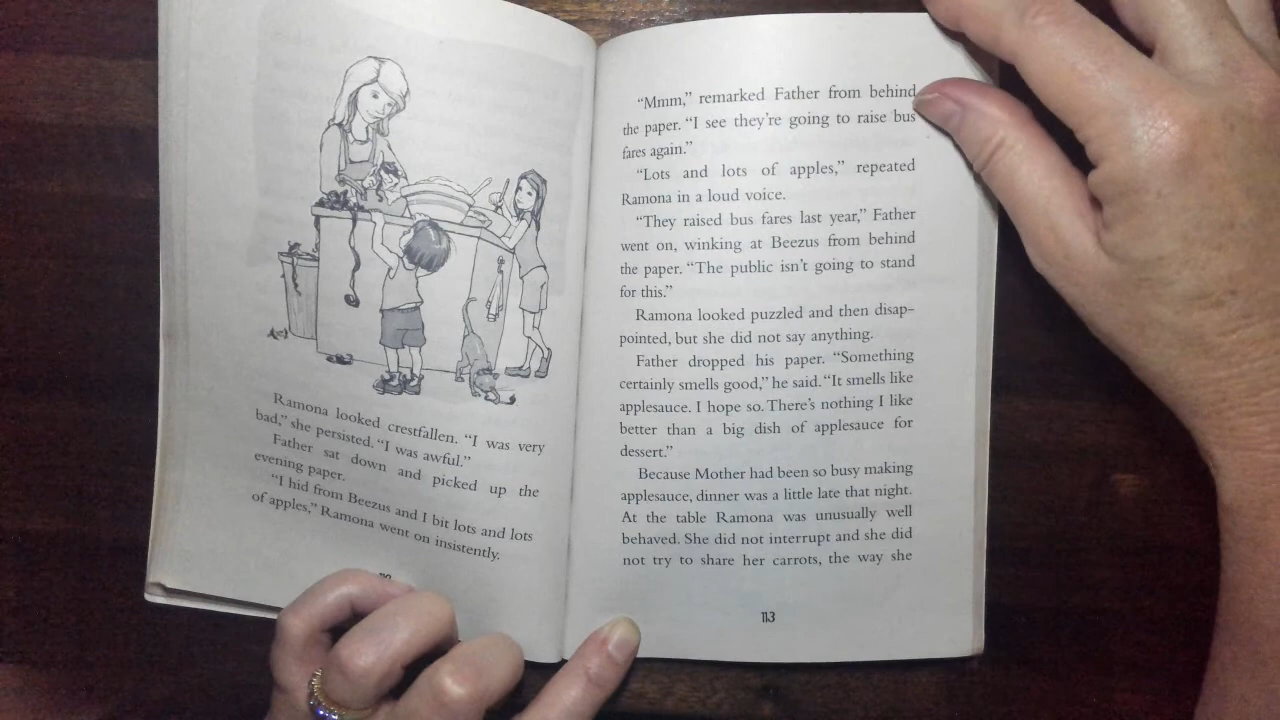 Ramona looked crestfallen. “I was very
bad,” she persisted. “I was awful.”
Father sat down and picked up the
evening paper.
“I hid from Beezus and I bit lots and lots
of apples,” Ramona went on insistently.
“Mmm,” remarked Father from behind
the paper. “I see they’re going to raise bus
fares again.”
“Lots and lots of apples,” repeated
Ramona in a loud voice.
“They raised bus fares last year,” Father
went on, winking at Beezus from behind
the paper. “The public isn’t going to stand
for this.”
Ramona looked puzzled and then disap-
pointed, but she did not say anything.
Father dropped his paper. “Something
certainly smells good,” he said. “It smells like
applesauce. I hope so. There’s nothing I like
better than a big dish of applesauce for
dessert.”
Because Mother had been so busy making
applesauce, dinner was a little late that night.
At the table Ramona was unusually well
behaved. She did not interrupt and she did
not try to share her carrots, the way she
113